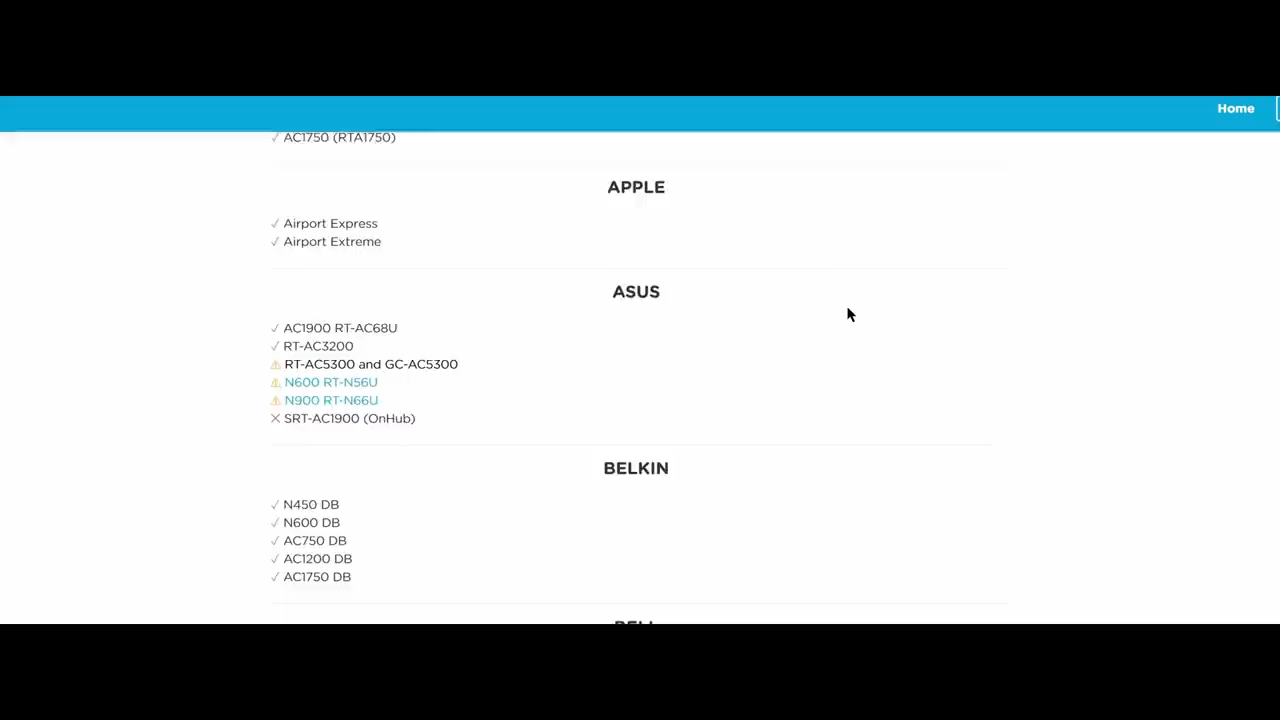 Home
✓ AC1750 (RTA1750)
APPLE
✓ Airport Express
✓ Airport Extreme
ASUS
✓ AC1900 RT-AC68U
✓ RT-AC3200
⚠ RT-AC5300 and GC-AC5300
⚠ N600 RT-N56U
⚠ N900 RT-N66U
✕ SRT-AC1900 (OnHub)
BELKIN
✓ N450 DB
✓ N600 DB
✓ AC750 DB
✓ AC1200 DB
✓ AC1750 DB
BELL